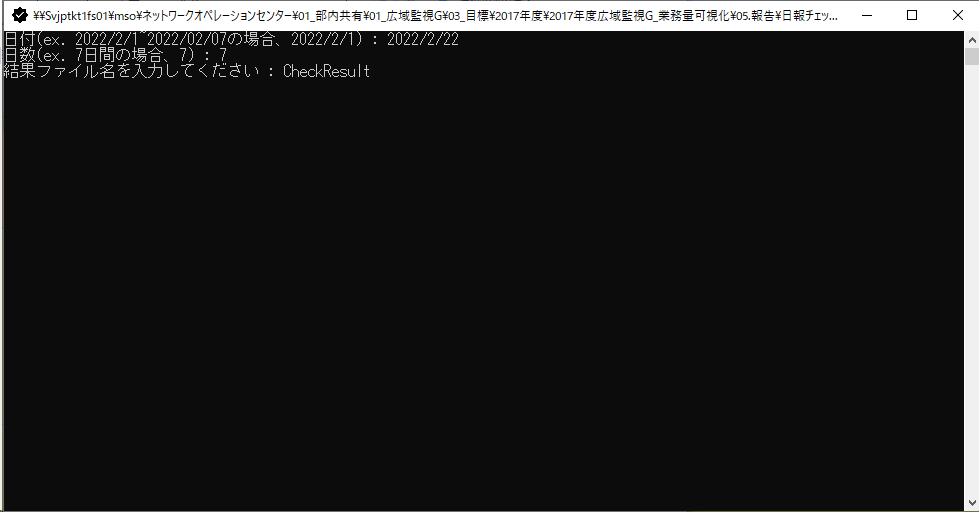 ¥¥Svjptkt1fs01¥mso¥ネットワークオペレーションセンター¥01_部内共有¥01_広域監視G¥03_目標¥2017年度¥2017年度広域監視G_業務量可視化¥05.報告¥日報チェッ...
日付(ex. 2022/2/1~2022/02/07の場合、2022/2/1) : 2022/2/22
日数(ex. 7日間の場合、7) : 7
結果ファイル名を入力してください : CheckResult